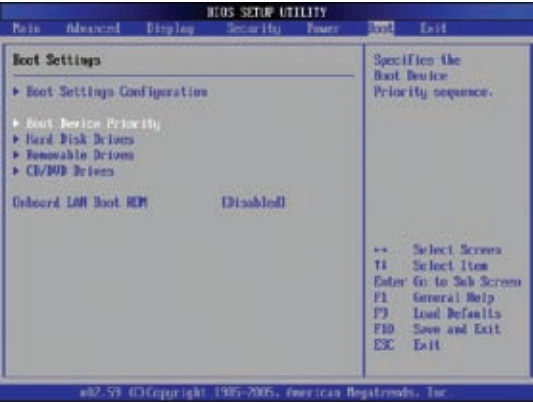 BIOS SETUP UTILITY
Main Advanced Display Security Power Boot Exit
Boot Settings
▶ Boot Settings Configuration
▶ Boot Device Priority
▶ Hard Disk Drives
▶ Removable Drives
▶ CD/DVD Drives
Onboard LAN Boot ROM [Disabled]
Specifies the
Boot Device
Priority sequence.
↔ Select Screen
↑↓ Select Item
Enter Go to Sub Screen
F1 General Help
F9 Load Defaults
F10 Save and Exit
ESC Exit
v02.59 (C)Copyright 1985-2005, American Megatrends, Inc.